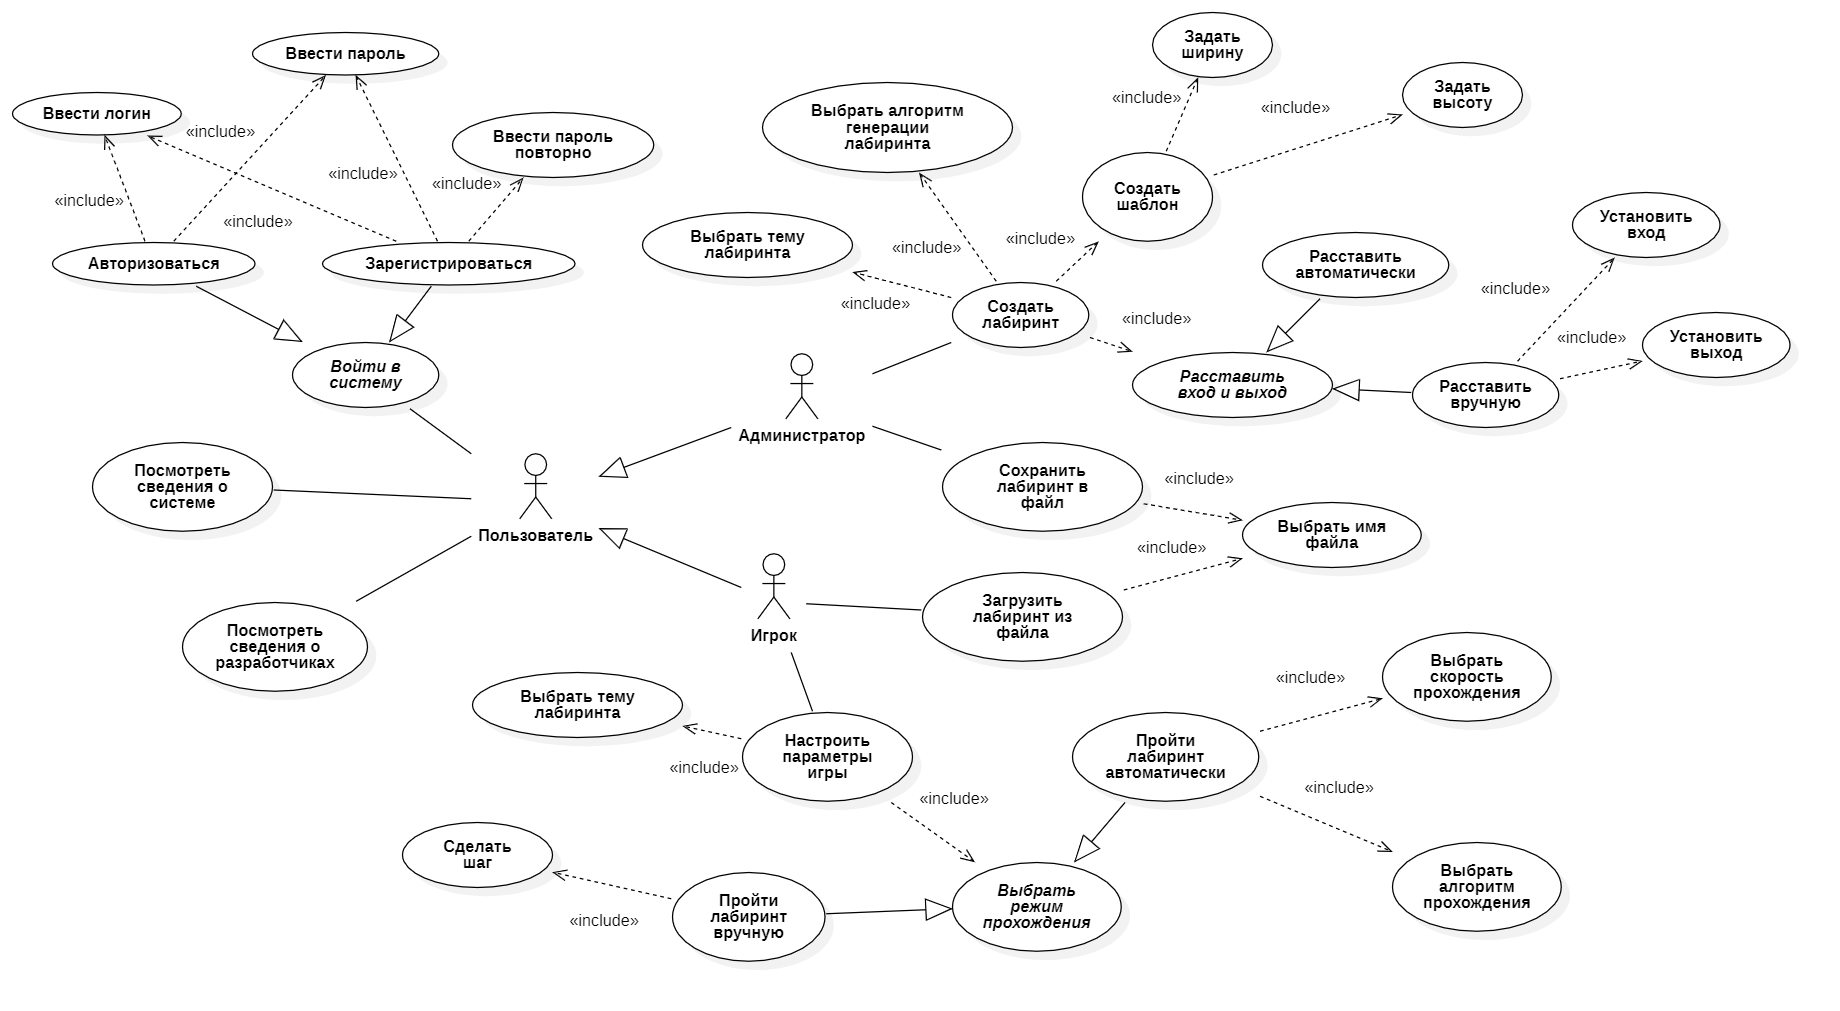 Ввести пароль
Ввести логин
«include»
Ввести пароль
повторно
«include»
«include»
«include»
«include»
Авторизоваться
Зарегистрироваться
Войти в
систему
Посмотреть
сведения о
системе
Пользователь
Посмотреть
сведения о
разработчиках
Задать
ширину
Задать
высоту
«include»
«include»
Выбрать алгоритм
генерации
лабиринта
Создать
шаблон
Выбрать тему
лабиринта
«include»
«include»
«include»
Создать
лабиринт
«include»
Расставить
автоматически
Установить
вход
«include»
«include»
Установить
выход
Расставить
вход и выход
Расставить
вручную
Администратор
Сохранить
лабиринт в
файл
«include»
Выбрать имя
файла
«include»
Загрузить
лабиринт из
файла
Игрок
Выбрать тему
лабиринта
«include»
Настроить
параметры
игры
«include»
Пройти
лабиринт
автоматически
«include»
Выбрать
скорость
прохождения
«include»
Выбрать
алгоритм
прохождения
Сделать
шаг
«include»
Пройти
лабиринт
вручную
Выбрать
режим
прохождения